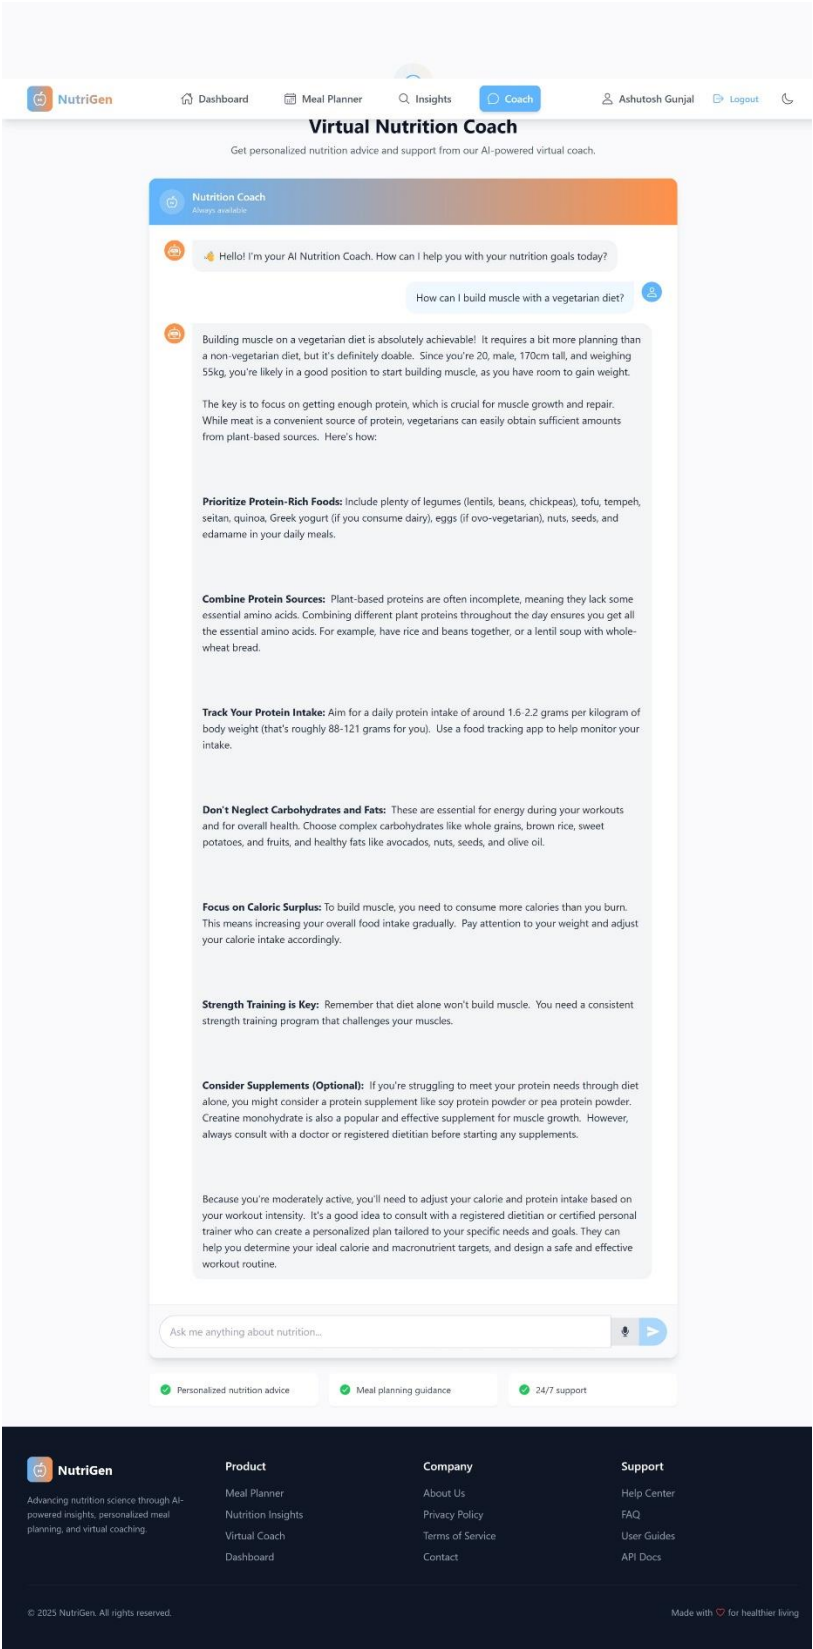 NutriGen
Dashboard
Meal Planner
Insights
Coach
Ashutosh Gunjal
Logout
Virtual Nutrition Coach
Get personalized nutrition advice and support from our AI-powered virtual coach.
Nutrition Coach
Always available
👋 Hello! I'm your AI Nutrition Coach. How can I help you with your nutrition goals today?
How can I build muscle with a vegetarian diet?
Building muscle on a vegetarian diet is absolutely achievable! It requires a bit more planning than
a non-vegetarian diet, but it's definitely doable. Since you're 20, male, 170cm tall, and weighing
55kg, you're likely in a good position to start building muscle, as you have room to gain weight.
The key is to focus on getting enough protein, which is crucial for muscle growth and repair.
While meat is a convenient source of protein, vegetarians can easily obtain sufficient amounts
from plant-based sources. Here's how:
Prioritize Protein-Rich Foods: Include plenty of legumes (lentils, beans, chickpeas), tofu, tempeh,
seitan, quinoa, Greek yogurt (if you consume dairy), eggs (if ovo-vegetarian), nuts, seeds, and
edamame in your daily meals.
Combine Protein Sources: Plant-based proteins are often incomplete, meaning they lack some
essential amino acids. Combining different plant proteins throughout the day ensures you get all
the essential amino acids. For example, have rice and beans together, or a lentil soup with whole-
wheat bread.
Track Your Protein Intake: Aim for a daily protein intake of around 1.6-2.2 grams per kilogram of
body weight (that's roughly 88-121 grams for you). Use a food tracking app to help monitor your
intake.
Don't Neglect Carbohydrates and Fats: These are essential for energy during your workouts
and for overall health. Choose complex carbohydrates like whole grains, brown rice, sweet
potatoes, and fruits, and healthy fats like avocados, nuts, seeds, and olive oil.
Focus on Caloric Surplus: To build muscle, you need to consume more calories than you burn.
This means increasing your overall food intake gradually. Pay attention to your weight and adjust
your calorie intake accordingly.
Strength Training is Key: Remember that diet alone won't build muscle. You need a consistent
strength training program that challenges your muscles.
Consider Supplements (Optional): If you're struggling to meet your protein needs through diet
alone, you might consider a protein supplement like soy protein powder or pea protein powder.
Creatine monohydrate is also a popular and effective supplement for muscle growth. However,
always consult with a doctor or registered dietitian before starting any supplements.
Because you're moderately active, you'll need to adjust your calorie and protein intake based on
your workout intensity. It's a good idea to consult with a registered dietitian or certified personal
trainer who can create a personalized plan tailored to your specific needs and goals. They can
help you determine your ideal calorie and macronutrient targets, and design a safe and effective
workout routine.
Ask me anything about nutrition...
Personalized nutrition advice
Meal planning guidance
24/7 support
NutriGen
Advancing nutrition science through AI-
powered insights, personalized meal
planning, and virtual coaching.
Product
Meal Planner
Nutrition Insights
Virtual Coach
Dashboard
Company
About Us
Privacy Policy
Terms of Service
Contact
Support
Help Center
FAQ
User Guides
API Docs
© 2025 NutriGen. All rights reserved.
Made with ♡ for healthier living